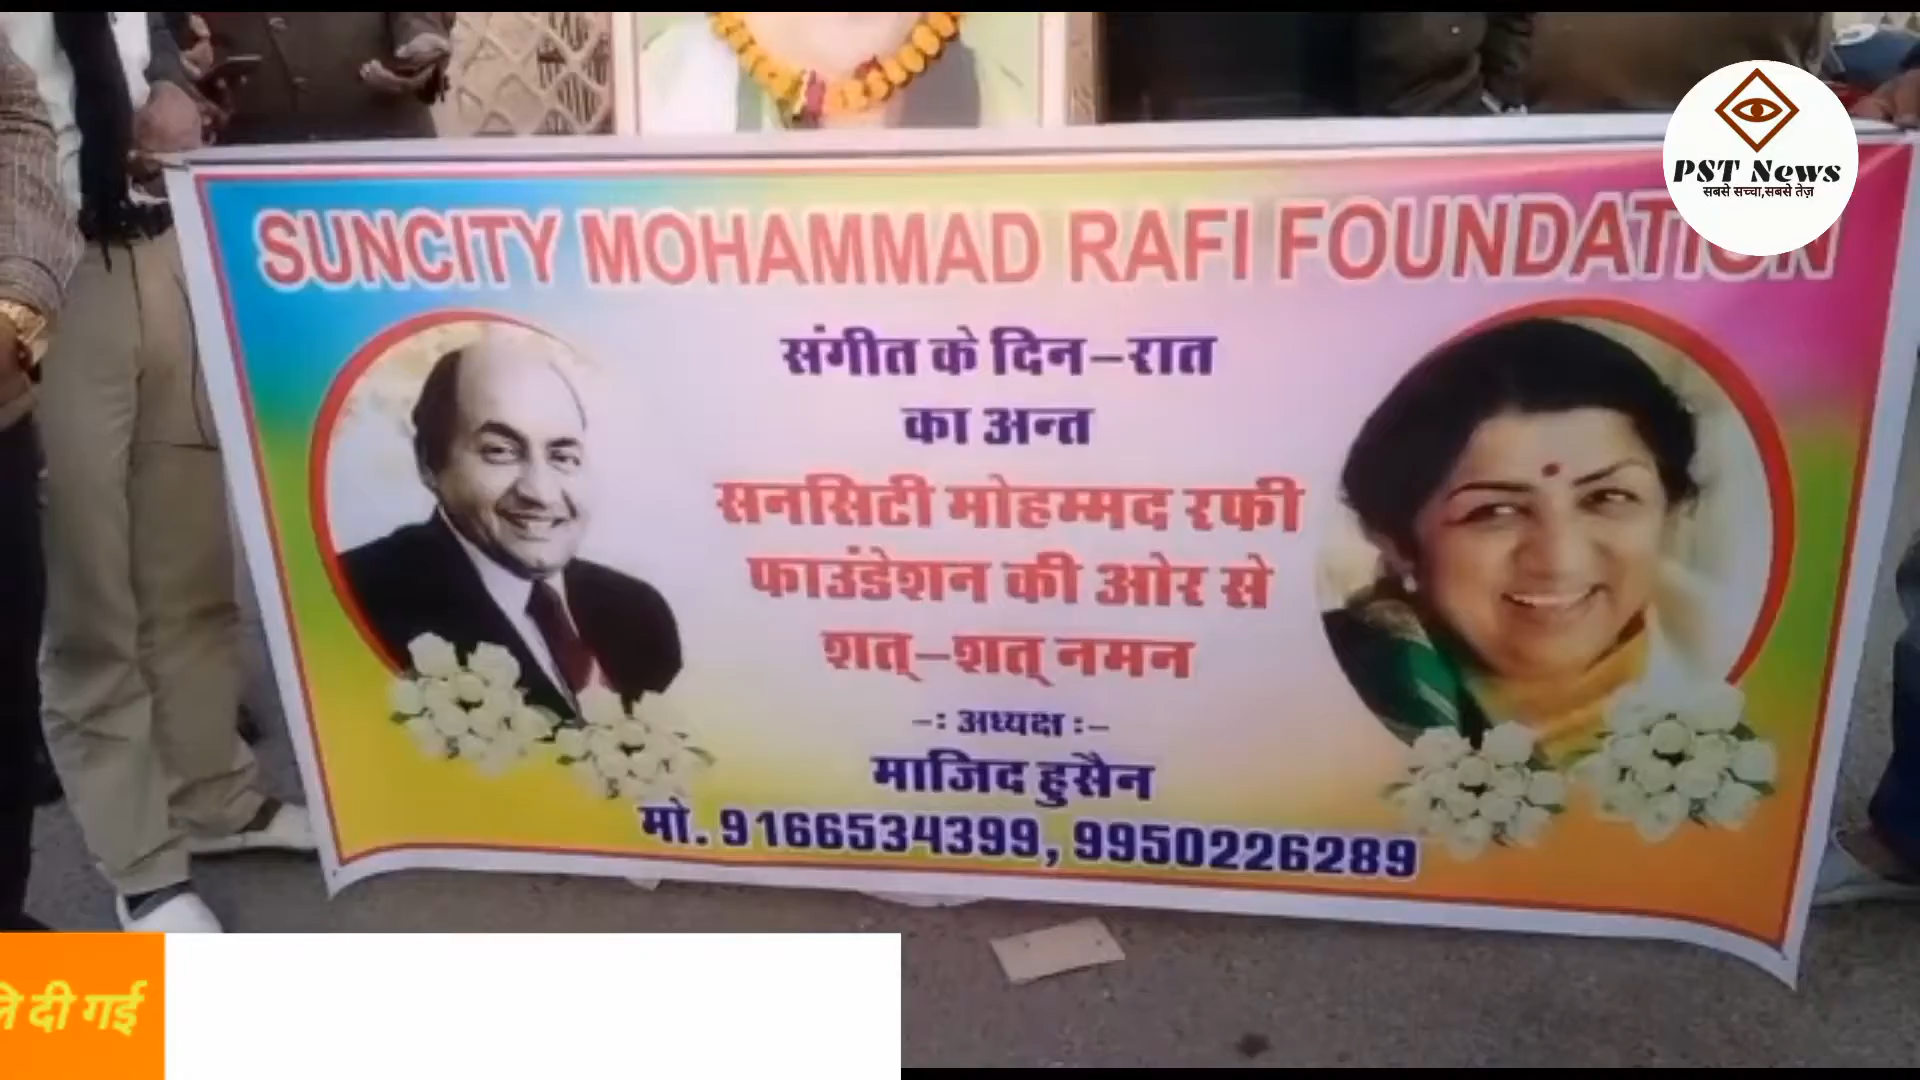 PST News
सबसे सच्चा,सबसे तेज़
SUNCITY MOHAMMAD RAFI FOUNDATION
संगीत के दिन–रात
का अन्त
सनसिटी मोहम्मद रफी
फाउंडेशन की ओर से
शत्–शत् नमन
–: अध्यक्ष :–
माजिद हुसैन
मो. 9166534399, 9950226289
दी गई